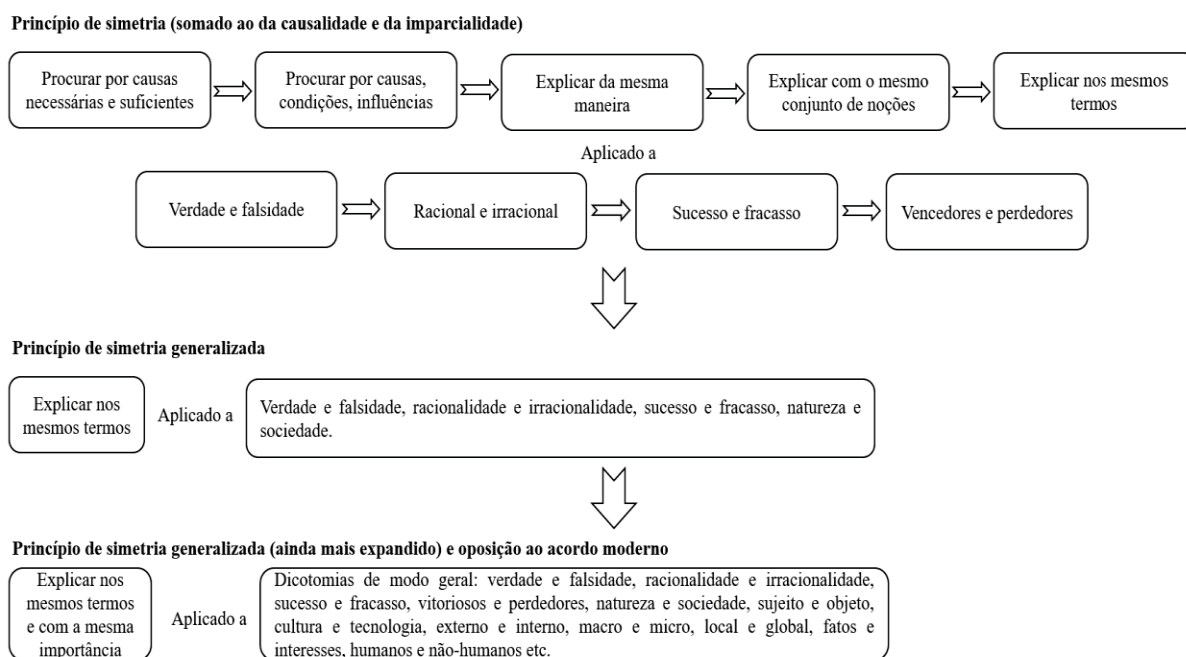 Princípio de simetria (somado ao da causalidade e da imparcialidade)
Procurar por causas
necessárias e suficientes
Procurar por causas,
condições, influências
Explicar da mesma
maneira
Explicar com o mesmo
conjunto de noções
Explicar nos mesmos
termos
Aplicado a
Verdade e falsidade
Racional e irracional
Sucesso e fracasso
Vencedores e perdedores
Princípio de simetria generalizada
Explicar nos
mesmos termos
Aplicado a
Verdade e falsidade, racionalidade e irracionalidade, sucesso e fracasso, natureza e
sociedade.
Princípio de simetria generalizada (ainda mais expandido) e oposição ao acordo moderno
Explicar nos
mesmos termos
e com a mesma
importância
Aplicado a
Dicotomias de modo geral: verdade e falsidade, racionalidade e irracionalidade,
sucesso e fracasso, vitoriosos e perdedores, natureza e sociedade, sujeito e objeto,
cultura e tecnologia, externo e interno, macro e micro, local e global, fatos e
interesses, humanos e não-humanos etc.